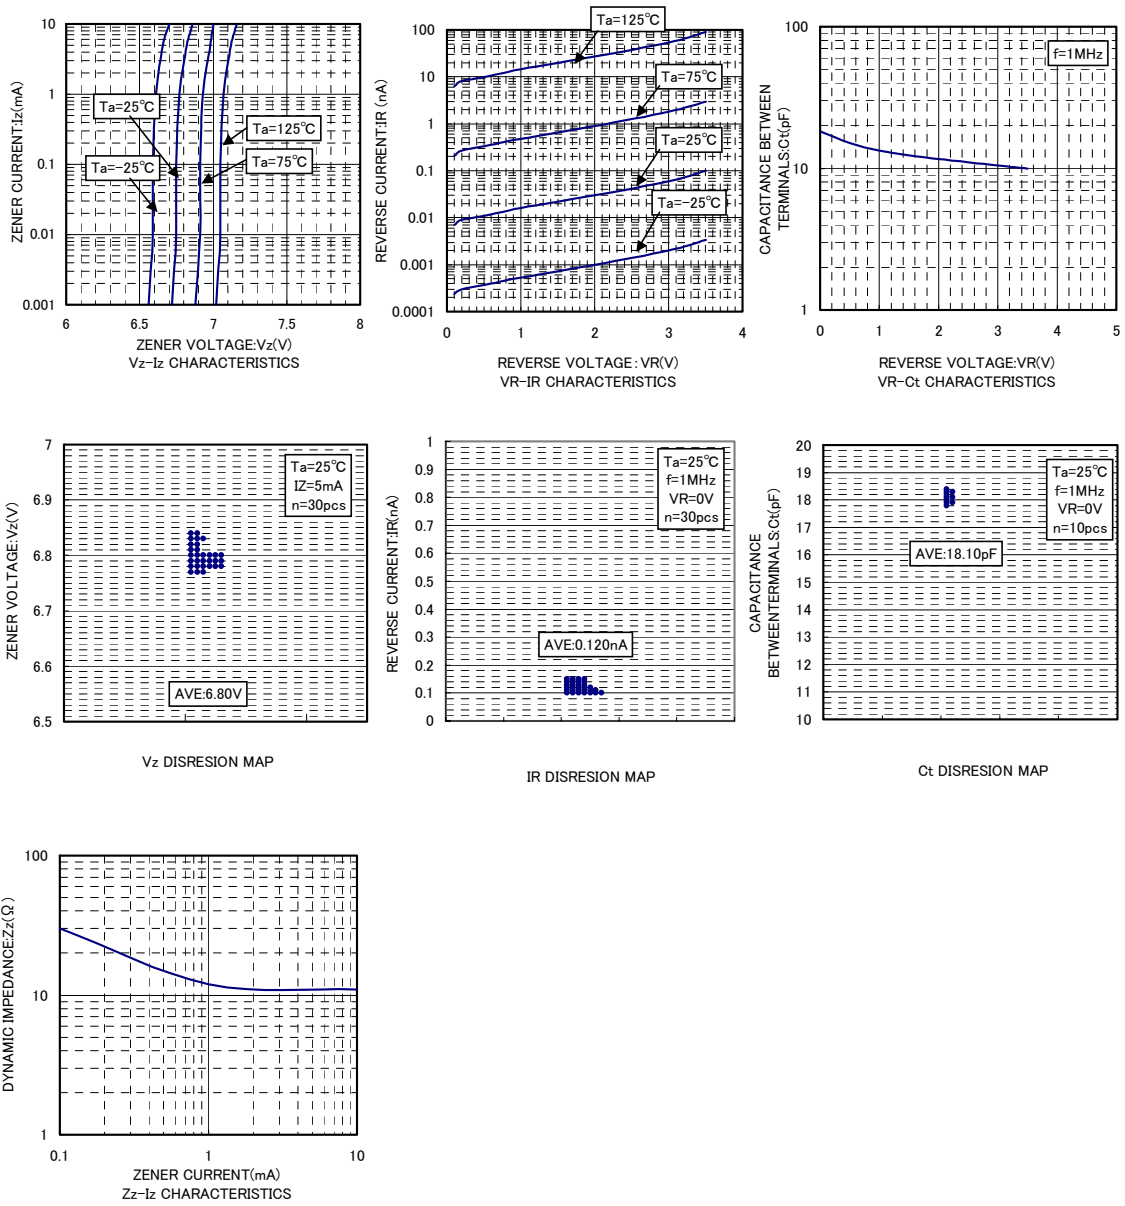 10
1
0.1
0.01
0.001
6
6.5
7
7.5
8
ZENER CURRENT:Iz(mA)
Ta=25℃
Ta=125℃
Ta=-25℃
Ta=75℃
ZENER VOLTAGE:Vz(V)
Vz-Iz CHARACTERISTICS
100
10
1
0.1
0.01
0.001
0.0001
0
1
2
3
4
REVERSE CURRENT:IR (nA)
Ta=125℃
Ta=75℃
Ta=25℃
Ta=-25℃
REVERSE VOLTAGE:VR(V)
VR-IR CHARACTERISTICS
100
10
1
0
1
2
3
4
5
CAPACITANCE BETWEEN
TERMINALS:Ct(pF)
f=1MHz
REVERSE VOLTAGE:VR(V)
VR-Ct CHARACTERISTICS
7
6.9
6.8
6.7
6.6
6.5
ZENER VOLTAGE:Vz(V)
Ta=25℃
IZ=5mA
n=30pcs
AVE:6.80V
Vz DISRESION MAP
1
0.9
0.8
0.7
0.6
0.5
0.4
0.3
0.2
0.1
0
REVERSE CURRENT:IR(nA)
Ta=25℃
f=1MHz
VR=0V
n=30pcs
AVE:0.120nA
IR DISRESION MAP
20
19
18
17
16
15
14
13
12
11
10
CAPACITANCE
BETWEENTERMINALS:Ct(pF)
Ta=25℃
f=1MHz
VR=0V
n=10pcs
AVE:18.10pF
Ct DISRESION MAP
100
10
1
0.1
1
10
DYNAMIC IMPEDANCE:Zz(Ω)
ZENER CURRENT(mA)
Zz-Iz CHARACTERISTICS